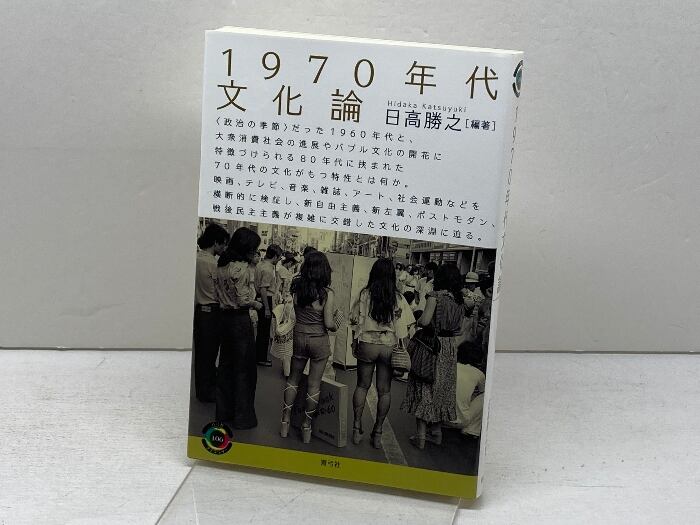 1970年代
文化論
Hidaka Katsuyuki
日高勝之[編著]
〈政治の季節〉だった1960年代と、
大衆消費社会の進展やバブル文化の開花に
特徴づけられる80年代に挟まれた
70年代の文化がもつ特性とは何か。
映画、テレビ、音楽、雑誌、アート、社会運動などを
横断的に検証し、新自由主義、新左翼、ポストモダン、
戦後民主主義が複雑に交錯した文化の深淵に迫る。
106
青弓社